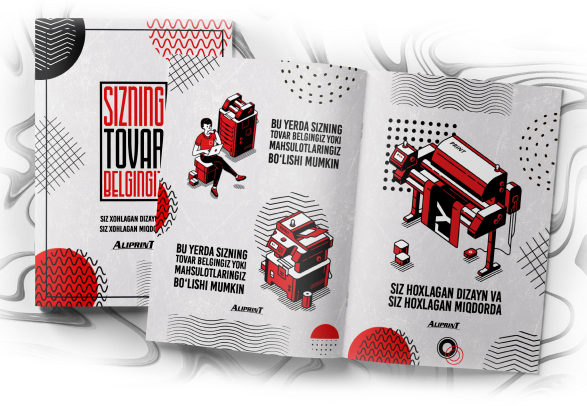 SIZNING
TOVAR
BELGINGIZ
SIZ XOHLAGAN DIZAYN
SIZ XOHLAGAN MIQDO
ALIPRINT
BU YERDA SIZNING
TOVAR BELGINGIZ YOKI
MAHSULOTLARINGIZ
BO'LISHI MUMKIN
BU YERDA SIZNING
TOVAR BELGINGIZ YOKI
MAHSULOTLARINGIZ
BO'LISHI MUMKIN
ALIPRINT
PRINT
SIZ HOXLAGAN DIZAYN VA
SIZ HOXLAGAN MIQDORDA
ALIPRINT